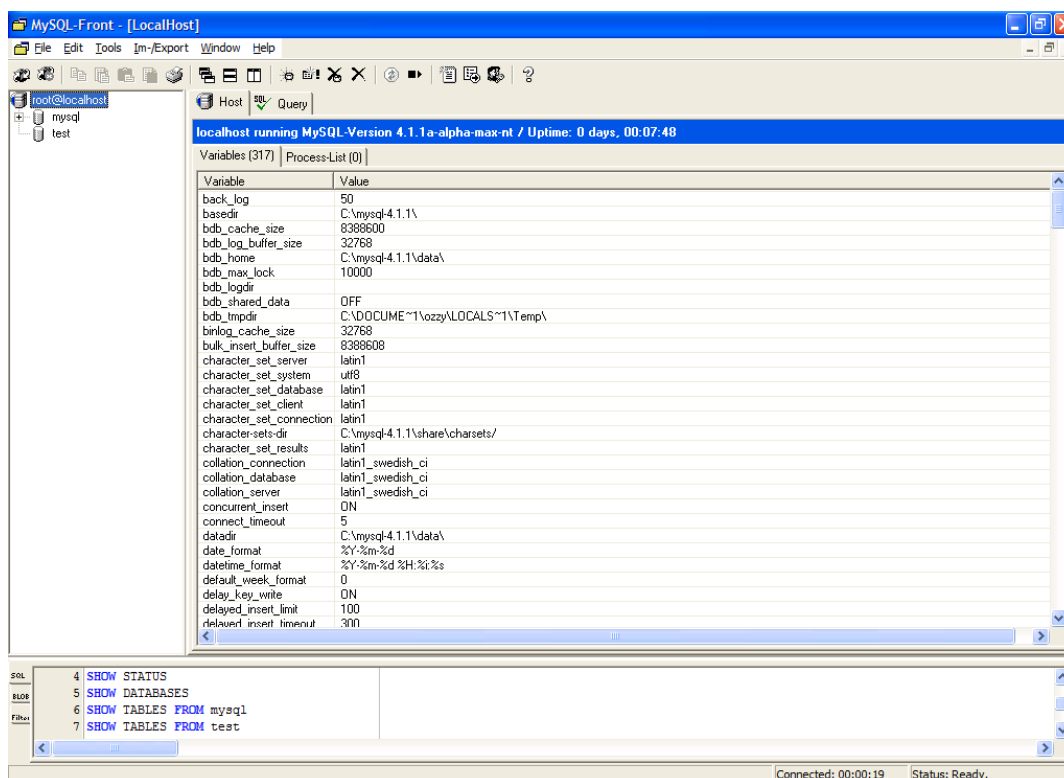 MySQL-Front - [LocalHost]
File Edit Tools Im-/Export Window Help
root@localhost
mysql
test
Host SQL Query
localhost running MySQL-Version 4.1.1a-alpha-max-nt / Uptime: 0 days, 00:07:48
Variables (317) Process-List (0)
Variable Value
back_log 50
basedir C:\mysql-4.1.1\
bdb_cache_size 8388600
bdb_log_buffer_size 32768
bdb_home C:\mysql-4.1.1\data\
bdb_max_lock 10000
bdb_logdir
bdb_shared_data OFF
bdb_tmpdir C:\DOCUME~1\ozzy\LOCALS~1\Temp\
binlog_cache_size 32768
bulk_insert_buffer_size 8388608
character_set_server latin1
character_set_system utf8
character_set_database latin1
character_set_client latin1
character_set_connection latin1
character-sets-dir C:\mysql-4.1.1\share\charsets/
character_set_results latin1
collation_connection latin1_swedish_ci
collation_database latin1_swedish_ci
collation_server latin1_swedish_ci
concurrent_insert ON
connect_timeout 5
datadir C:\mysql-4.1.1\data\
date_format %Y-%m-%d
datetime_format %Y-%m-%d %H:%i:%s
default_week_format 0
delay_key_write ON
delayed_insert_limit 100
delayed_insert_timeout 300
SQL
BLOB
Filter
4 SHOW STATUS
5 SHOW DATABASES
6 SHOW TABLES FROM mysql
7 SHOW TABLES FROM test
Connected: 00:00:19 Status: Ready.